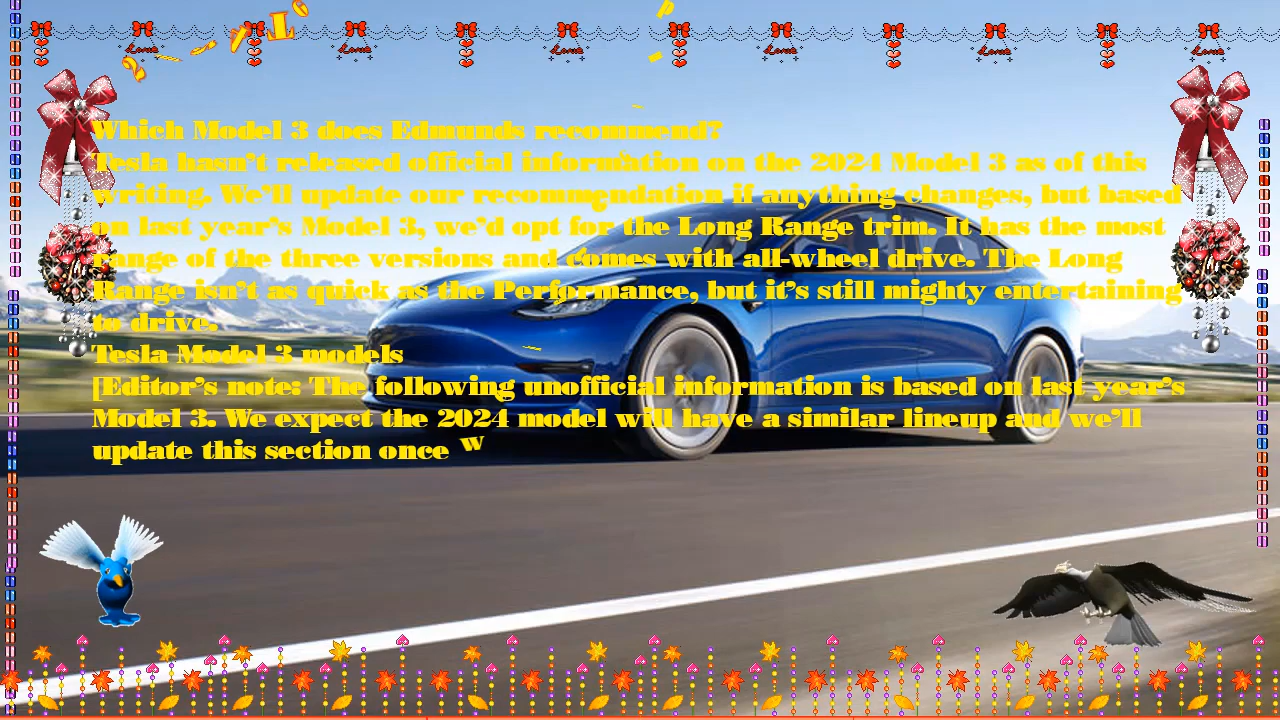 Which Model 3 does Edmunds recommend?
Tesla hasn't released official information on the 2024 Model 3 as of this
writing. We'll update our recommendation if anything changes, but based
on last year's Model 3, we'd opt for the Long Range trim. It has the most
range of the three versions and comes with all-wheel drive. The Long
Range isn't as quick as the Performance, but it's still mighty entertaining
to drive.
Tesla Model 3 models
[Editor's note: The following unofficial information is based on last year's
Model 3. We expect the 2024 model will have a similar lineup and we'll
update this section once w